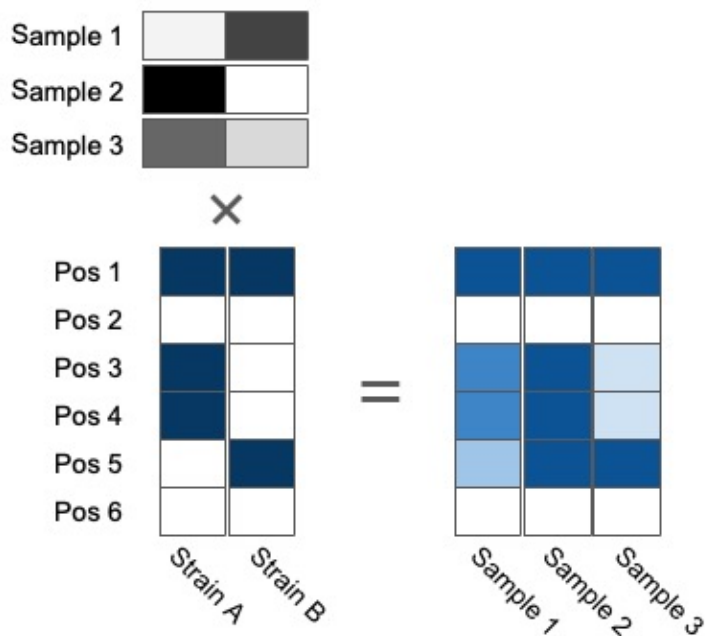 Sample 1
Sample 2
Sample 3
×
Pos 1
Pos 2
Pos 3
Pos 4
Pos 5
Pos 6
=
Strain A
Strain B
Sample 1
Sample 2
Sample 3